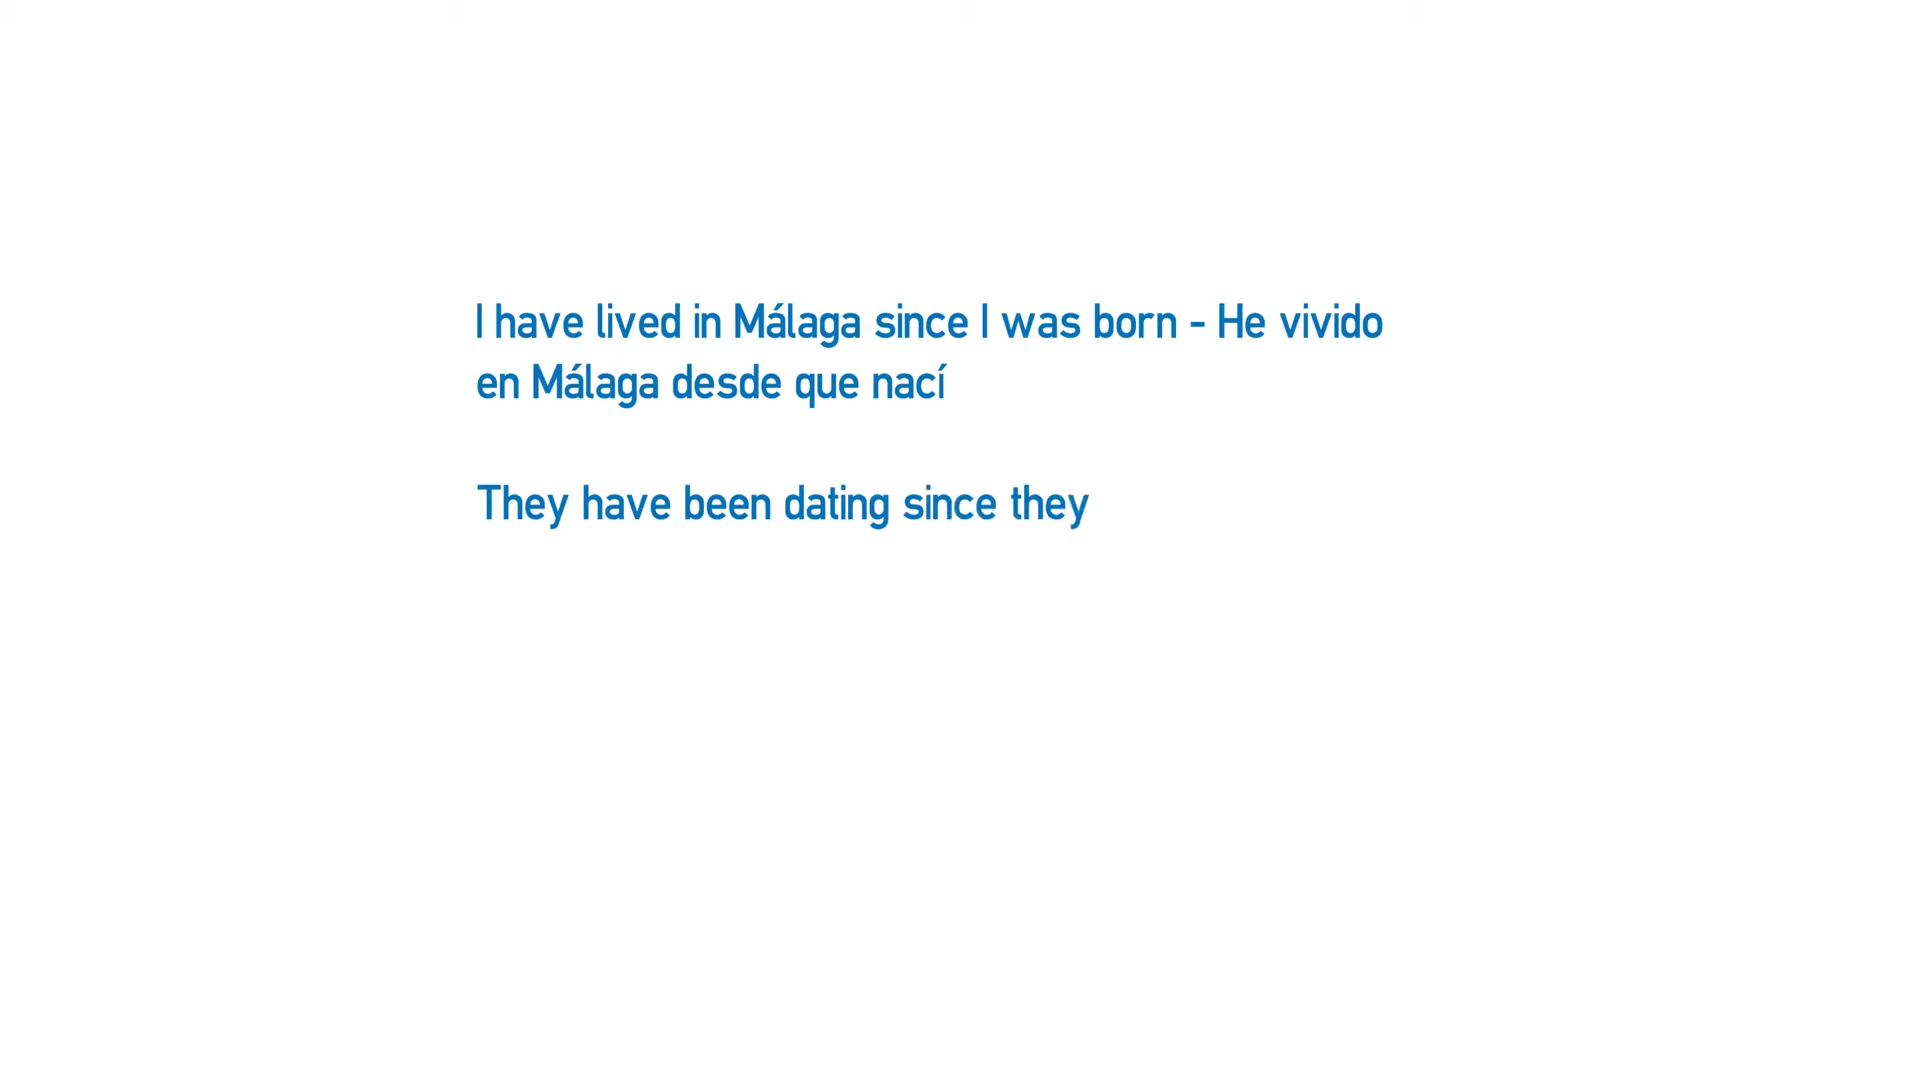 I have lived in Málaga since I was born - He vivido
en Málaga desde que nací
They have been dating since they